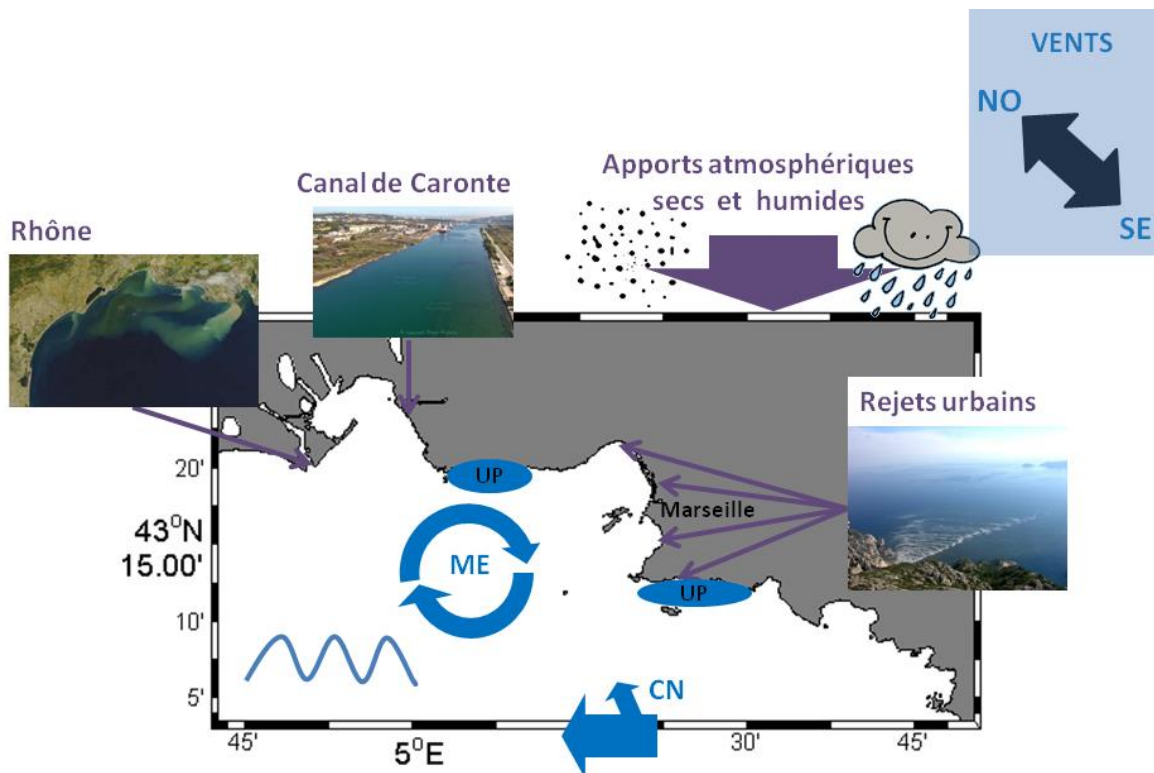 VENTS
NO
SE
Apports atmosphériques
secs et humides
Canal de Caronte
Rhône
Rejets urbains
UP
20'
Marseille
43°N
15.00'
ME
UP
10'
CN
5'
45'
5°E
30'
45'